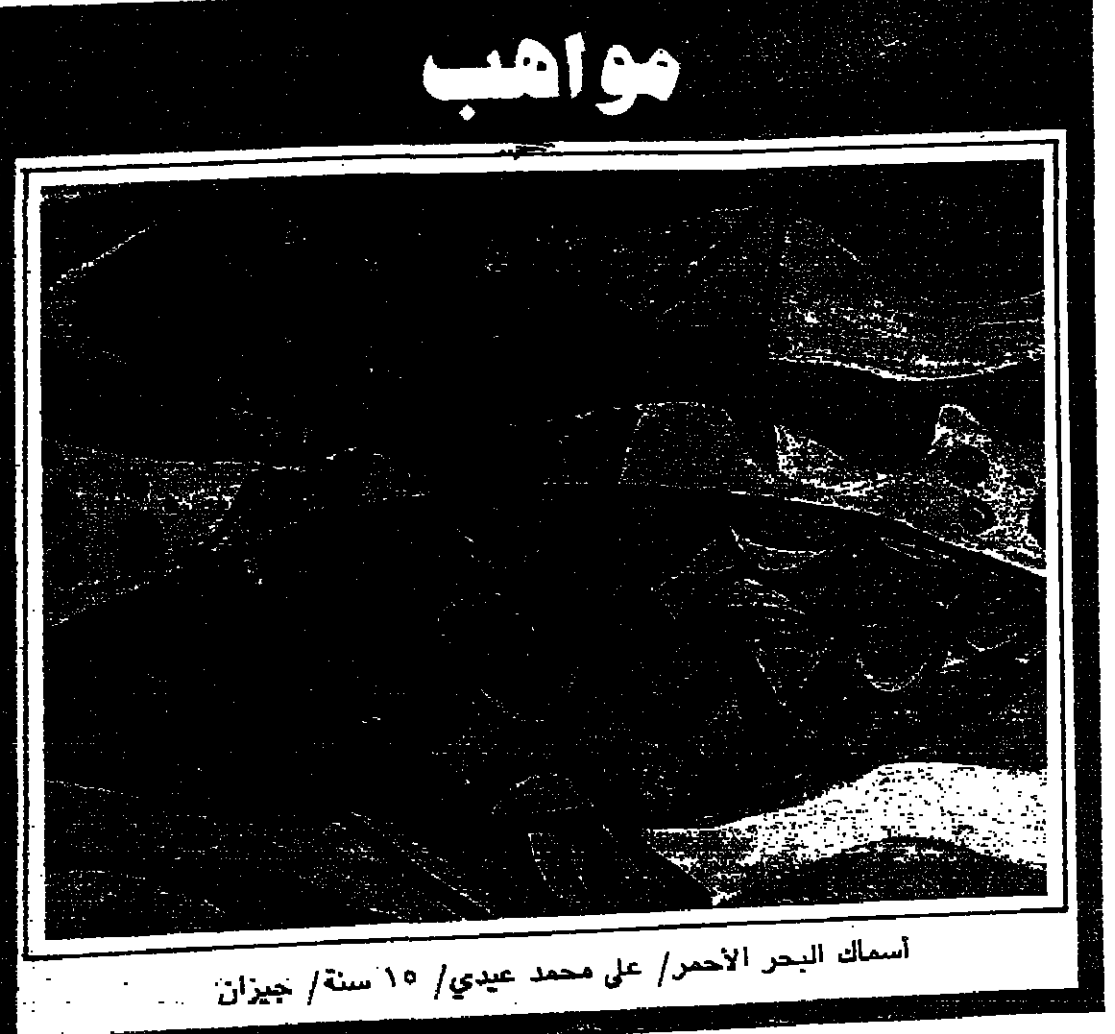 مواهب
أسماك البحر الأحمر/ على محمد عيدي/ ١٥ سنة/ جيزان